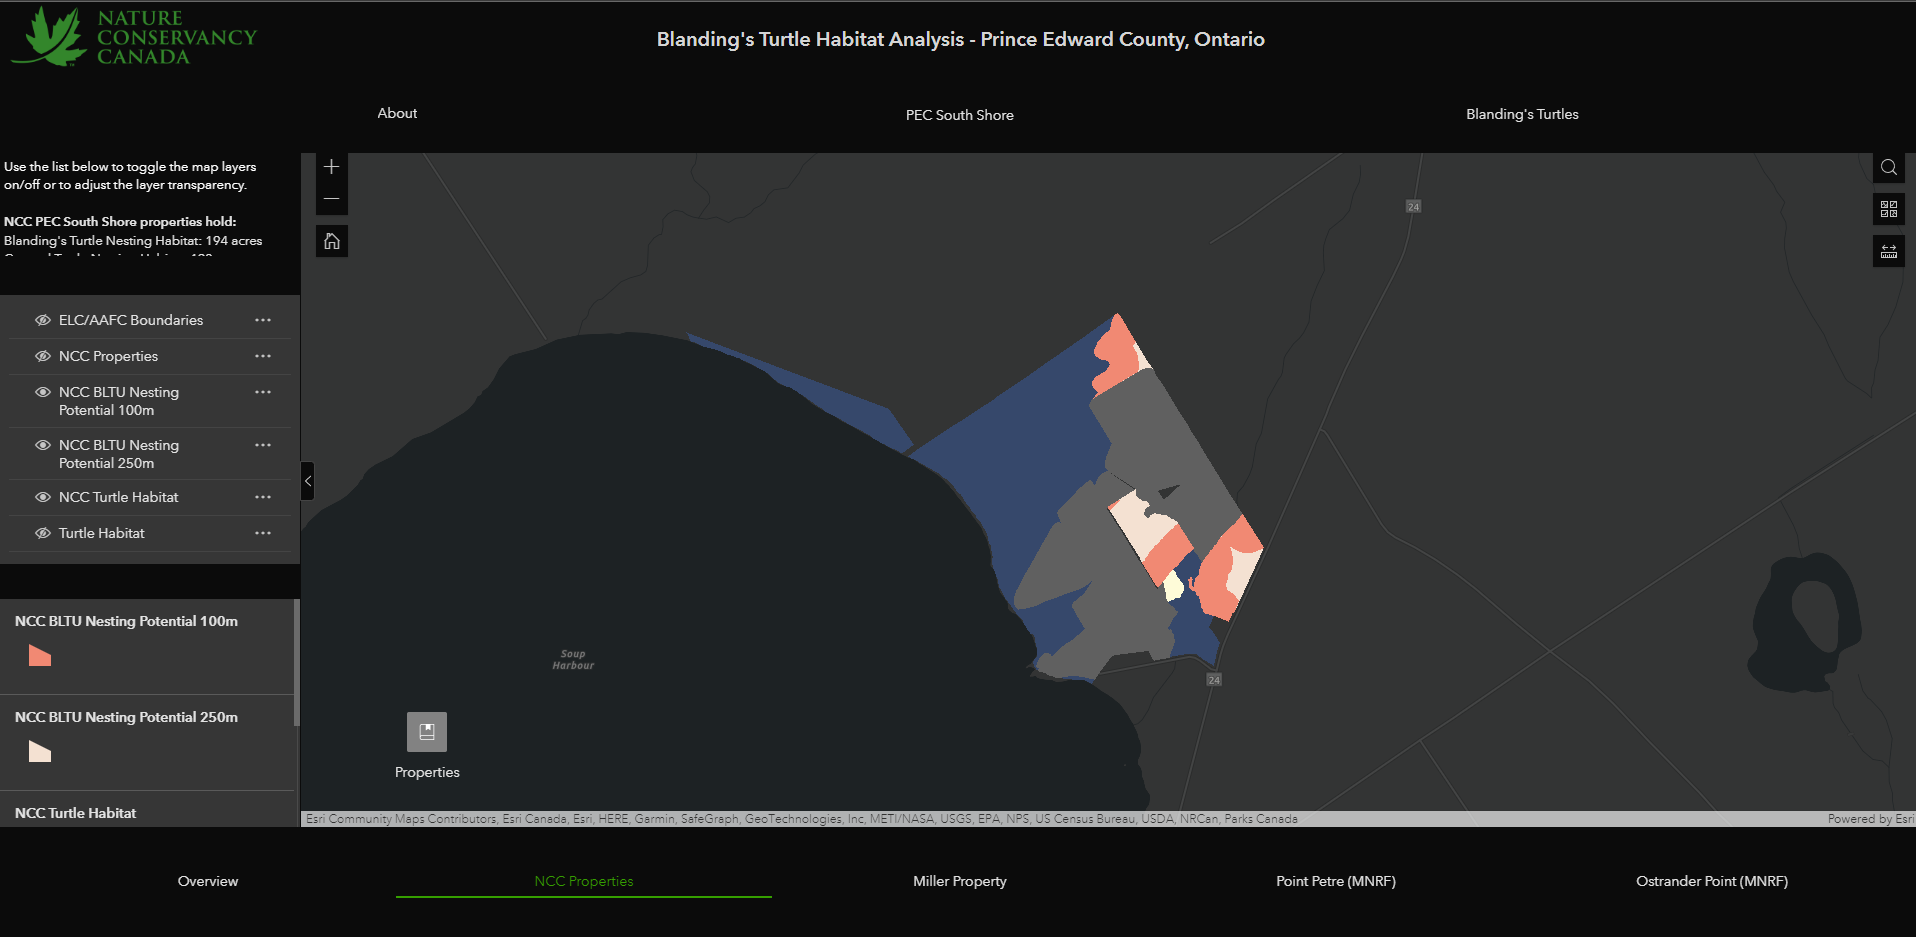 NATURE
CONSERVANCY
CANADA
Blanding's Turtle Habitat Analysis - Prince Edward County, Ontario
About
PEC South Shore
Blanding's Turtles
Use the list below to toggle the map layers
on/off or to adjust the layer transparency.
NCC PEC South Shore properties hold:
Blanding's Turtle Nesting Habitat: 194 acres
ELC/AAFC Boundaries
NCC Properties
NCC BLTU Nesting
Potential 100m
NCC BLTU Nesting
Potential 250m
NCC Turtle Habitat
Turtle Habitat
NCC BLTU Nesting Potential 100m
NCC BLTU Nesting Potential 250m
NCC Turtle Habitat
24
Soup
Harbour
24
Properties
Esri Community Maps Contributors, Esri Canada, Esri, HERE, Garmin, SafeGraph, GeoTechnologies, Inc, METI/NASA, USGS, EPA, NPS, US Census Bureau, USDA, NRCan, Parks Canada
Powered by Esri
Overview
NCC Properties
Miller Property
Point Petre (MNRF)
Ostrander Point (MNRF)